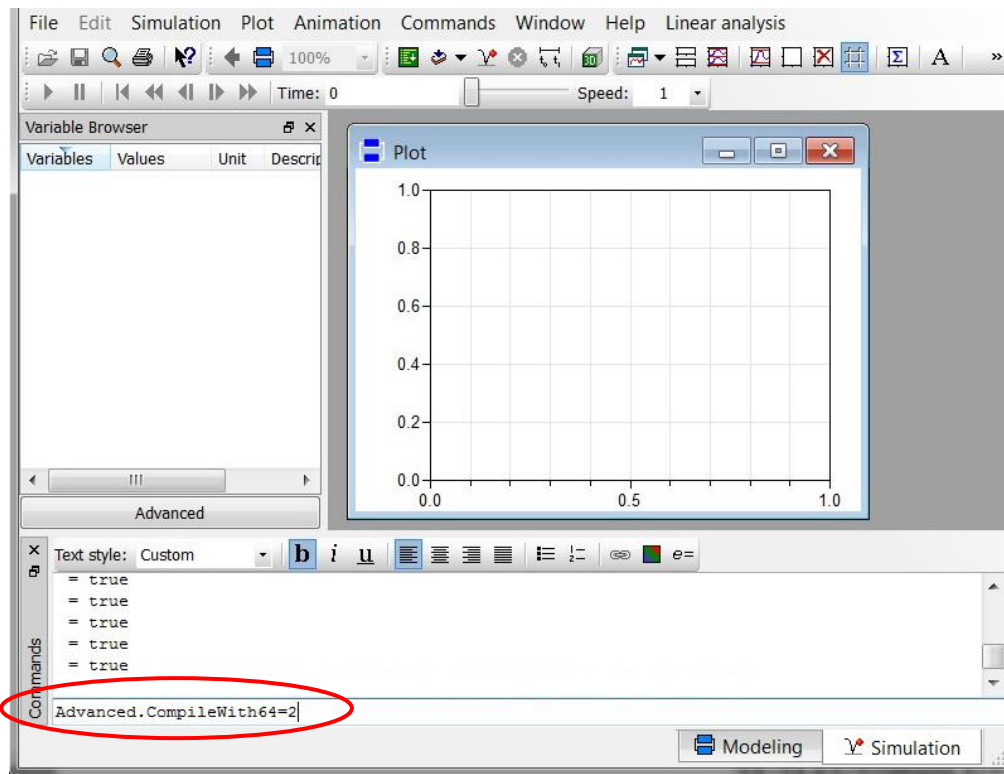 File Edit Simulation Plot Animation Commands Window Help Linear analysis
100% 3D Σ A »
Time: 0 Speed: 1
Variable Browser
Variables Values Unit Descrip
Plot
1.0
0.8
0.6
0.4
0.2
0.0
0.0 0.5 1.0
Advanced
Text style: Custom b i u e=
= true
= true
= true
= true
= true
Commands
Advanced.CompileWith64=2
Modeling Simulation